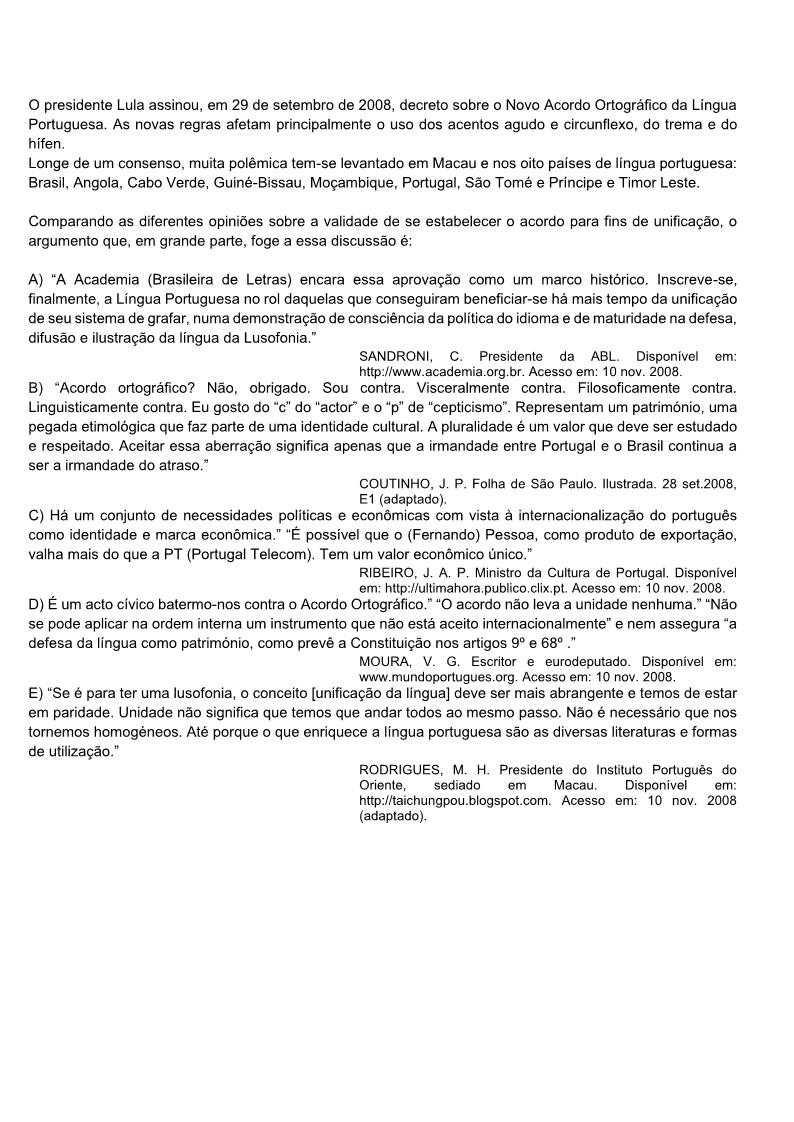 O presidente Lula assinou, em 29 de setembro de 2008, decreto sobre o Novo Acordo Ortográfico da Língua
Portuguesa. As novas regras afetam principalmente o uso dos acentos agudo e circunflexo, do trema e do
hífen.
Longe de um consenso, muita polêmica tem-se levantado em Macau e nos oito países de língua portuguesa:
Brasil, Angola, Cabo Verde, Guiné-Bissau, Moçambique, Portugal, São Tomé e Príncipe e Timor Leste.
Comparando as diferentes opiniões sobre a validade de se estabelecer o acordo para fins de unificação, o
argumento que, em grande parte, foge a essa discussão é:
A) “A Academia (Brasileira de Letras) encara essa aprovação como um marco histórico. Inscreve-se,
finalmente, a Língua Portuguesa no rol daquelas que conseguiram beneficiar-se há mais tempo da unificação
de seu sistema de grafar, numa demonstração de consciência da política do idioma e de maturidade na defesa,
difusão e ilustração da língua da Lusofonia.”
SANDRONI, C. Presidente da ABL. Disponível em:
http://www.academia.org.br. Acesso em: 10 nov. 2008.
B) “Acordo ortográfico? Não, obrigado. Sou contra. Visceralmente contra. Filosoficamente contra.
Linguisticamente contra. Eu gosto do “c” do “actor” e o “p” de “cepticismo”. Representam um património, uma
pegada etimológica que faz parte de uma identidade cultural. A pluralidade é um valor que deve ser estudado
e respeitado. Aceitar essa aberração significa apenas que a irmandade entre Portugal e o Brasil continua a
ser a irmandade do atraso.”
COUTINHO, J. P. Folha de São Paulo. Ilustrada. 28 set.2008,
E1 (adaptado).
C) Há um conjunto de necessidades políticas e econômicas com vista à internacionalização do português
como identidade e marca econômica.” “É possível que o (Fernando) Pessoa, como produto de exportação,
valha mais do que a PT (Portugal Telecom). Tem um valor econômico único.”
RIBEIRO, J. A. P. Ministro da Cultura de Portugal. Disponível
em: http://ultimahora.publico.clix.pt. Acesso em: 10 nov. 2008.
D) É um acto cívico batermo-nos contra o Acordo Ortográfico.” “O acordo não leva a unidade nenhuma.” “Não
se pode aplicar na ordem interna um instrumento que não está aceito internacionalmente” e nem assegura “a
defesa da língua como património, como prevê a Constituição nos artigos 9º e 68º .”
MOURA, V. G. Escritor e eurodeputado. Disponível em:
www.mundoportugues.org. Acesso em: 10 nov. 2008.
E) “Se é para ter uma lusofonia, o conceito [unificação da língua] deve ser mais abrangente e temos de estar
em paridade. Unidade não significa que temos que andar todos ao mesmo passo. Não é necessário que nos
tornemos homogéneos. Até porque o que enriquece a língua portuguesa são as diversas literaturas e formas
de utilização.”
RODRIGUES, M. H. Presidente do Instituto Português do
Oriente, sediado em Macau. Disponível em:
http://taichungpou.blogspot.com. Acesso em: 10 nov. 2008
(adaptado).